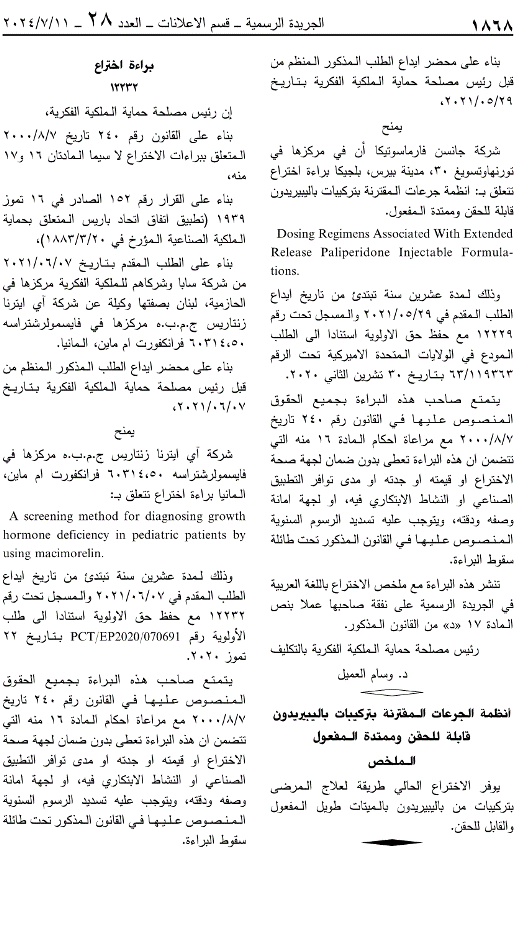 ١٨٦٨
الجريدة الرسمية ــ قسم الاعلانات ــ العدد ٢٨ ــ ٢٠٢٤/٧/١١
بناء على محضر ايداع الطلب المذكور المنظم من
قبل رئيس مصلحة حماية الملكية الفكرية بتاريخ
٢٠٢١/٠٥/٢٩،
يمنح
شركة جانسن فارماسوتيكا أن في مركزها في
تورنهاوتسويغ ٣٠، مدينة بيرس، بلجيكا براءة اختراع
تتعلق بـ: انظمة جرعات المقترنة بتركيبات باليبيريدون
قابلة للحقن وممتدة المفعول.
Dosing Regimens Associated With Extended
Release Paliperidone Injectable Formula-
tions.
وذلك لمدة عشرين سنة تبتدئ من تاريخ ايداع
الطلب المقدم في ٢٠٢١/٠٥/٢٩ والمسجل تحت رقم
١٢٢٢٩ مع حفظ حق الاولوية استنادا الى الطلب
المودع في الولايات المتحدة الاميركية تحت الرقم
٦٣/١١٩٣٦٣ بتاريخ ٣٠ تشرين الثاني ٢٠٢٠.
يتمتع صاحب هذه البراءة بجميع الحقوق
المنصوص عليها في القانون رقم ٢٤٠ تاريخ
٢٠٠٠/٨/٧ مع مراعاة احكام المادة ١٦ منه التي
تتضمن ان هذه البراءة تعطى بدون ضمان لجهة صحة
الاختراع او قيمته او جدته او مدى توافر التطبيق
الصناعي او النشاط الابتكاري فيه، او لجهة امانة
وصفه ودقته، ويتوجب عليه تسديد الرسوم السنوية
المنصوص عليها في القانون المذكور تحت طائلة
سقوط البراءة.
تنشر هذه البراءة مع ملخص الاختراع باللغة العربية
في الجريدة الرسمية على نفقة صاحبها عملا بنص
المادة ١٧ «د» من القانون المذكور.
رئيس مصلحة حماية الملكية الفكرية بالتكليف
د. وسام العميل
أنظمة الجرعات المقترنة بتركيبات باليبيريدون
قابلة للحقن وممتدة المفعول
الملخص
يوفر الاختراع الحالي طريقة لعلاج المرضى
بتركيبات من باليبيريدون بالميتات طويل المفعول
والقابل للحقن.
براءة اختراع
١٢٢٣٢
إن رئيس مصلحة حماية الملكية الفكرية،
بناء على القانون رقم ٢٤٠ تاريخ ٢٠٠٠/٨/٧
المتعلق ببراءات الاختراع لا سيما المادتان ١٦ و١٧
منه،
بناء على القرار رقم ١٥٢ الصادر في ١٦ تموز
١٩٣٩ (تطبيق اتفاق اتحاد باريس المتعلق بحماية
الملكية الصناعية المؤرخ في ١٨٨٣/٣/٢٠)،
بناء على الطلب المقدم بتاريخ ٢٠٢١/٠٦/٠٧
من شركة سابا وشركاهم للملكية الفكرية مركزها في
الحازمية، لبنان بصفتها وكيلة عن شركة آي ايترنا
زنتاريس ج.م.ب.ه مركزها في فايسمولرشتراسه
٦٠٣١٤،٥٠ فرانكفورت ام ماين، المانيا.
بناء على محضر ايداع الطلب المذكور المنظم من
قبل رئيس مصلحة حماية الملكية الفكرية بتاريخ
٢٠٢١/٠٦/٠٧،
يمنح
شركة آي ايترنا زنتاريس ج.م.ب.ه مركزها في
فايسمولرشتراسه ٦٠٣١٤،٥٠ فرانكفورت ام ماين،
المانيا براءة اختراع تتعلق بـ:
A screening method for diagnosing growth
hormone deficiency in pediatric patients by
using macimorelin.
وذلك لمدة عشرين سنة تبتدئ من تاريخ ايداع
الطلب المقدم في ٢٠٢١/٠٦/٠٧ والمسجل تحت رقم
١٢٢٣٢ مع حفظ حق الاولوية استنادا الى طلب
الأولوية رقم PCT/EP2020/070691 بتاريخ ٢٢
تموز ٢٠٢٠.
يتمتع صاحب هذه البراءة بجميع الحقوق
المنصوص عليها في القانون رقم ٢٤٠ تاريخ
٢٠٠٠/٨/٧ مع مراعاة احكام المادة ١٦ منه التي
تتضمن ان هذه البراءة تعطى بدون ضمان لجهة صحة
الاختراع او قيمته او جدته او مدى توافر التطبيق
الصناعي او النشاط الابتكاري فيه، او لجهة امانة
وصفه ودقته، ويتوجب عليه تسديد الرسوم السنوية
المنصوص عليها في القانون المذكور تحت طائلة
سقوط البراءة.